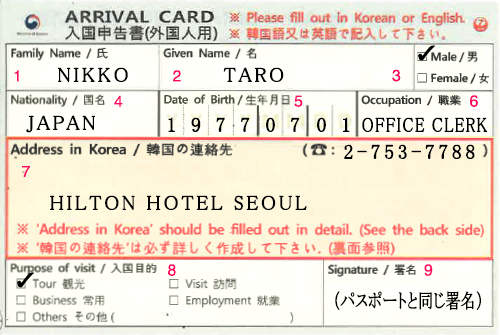 ARRIVAL CARD
入国申告書(外国人用)
※ Please fill out in Korean or English.
※ 韓国語又は英語で記入して下さい。
Family Name / 氏
1 NIKKO
Given Name / 名
2 TARO
3
✓ Male / 男
□ Female / 女
Nationality / 国名 4
JAPAN
Date of Birth / 生年月日 5
1 9 7 7 0 7 0 1
Occupation / 職業 6
OFFICE CLERK
Address in Korea / 韓国の連絡先 (☎: 2-753-7788)
7
HILTON HOTEL SEOUL
※ 'Address in Korea' should be filled out in detail. (See the back side)
※ '韓国の連絡先'は必ず詳しく作成して下さい. (裏面参照)
Purpose of visit / 入国目的 8
✓ Tour 観光
□ Visit 訪問
□ Business 常用
□ Employment 就業
□ Others その他 ( )
Signature / 署名 9
(パスポートと同じ署名)